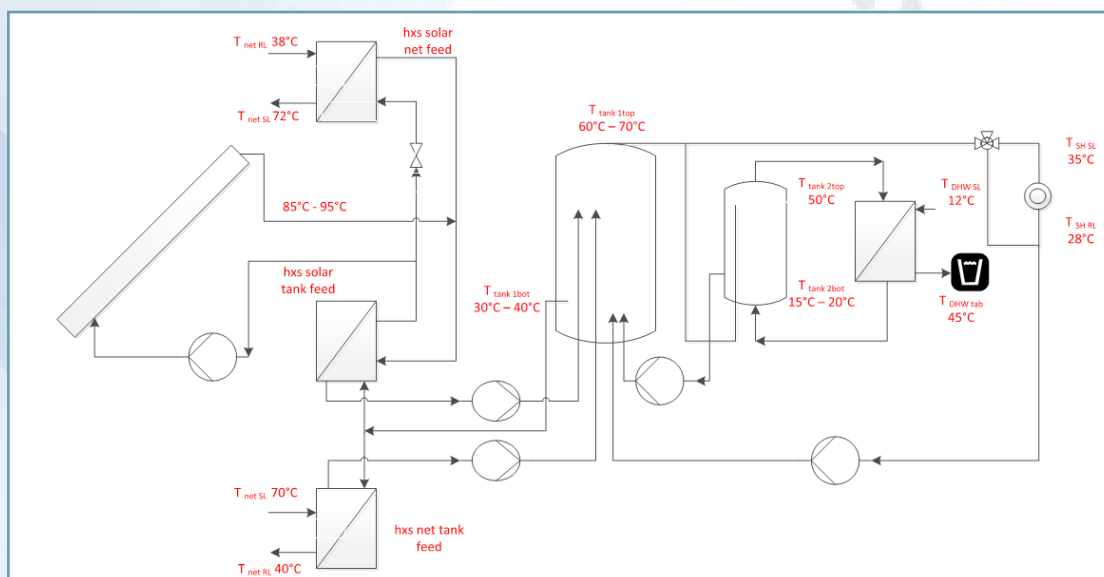 T net RL 38°C
hxs solar
net feed
T net SL 72°C
85°C - 95°C
hxs solar
tank feed
T tank 1top
60°C – 70°C
T tank 1bot
30°C – 40°C
T tank 2top
50°C
T tank 2bot
15°C – 20°C
T DHW SL
12°C
T DHW tab
45°C
T SH SL
35°C
T SH RL
28°C
T net SL 70°C
hxs net tank
feed
T net RL 40°C